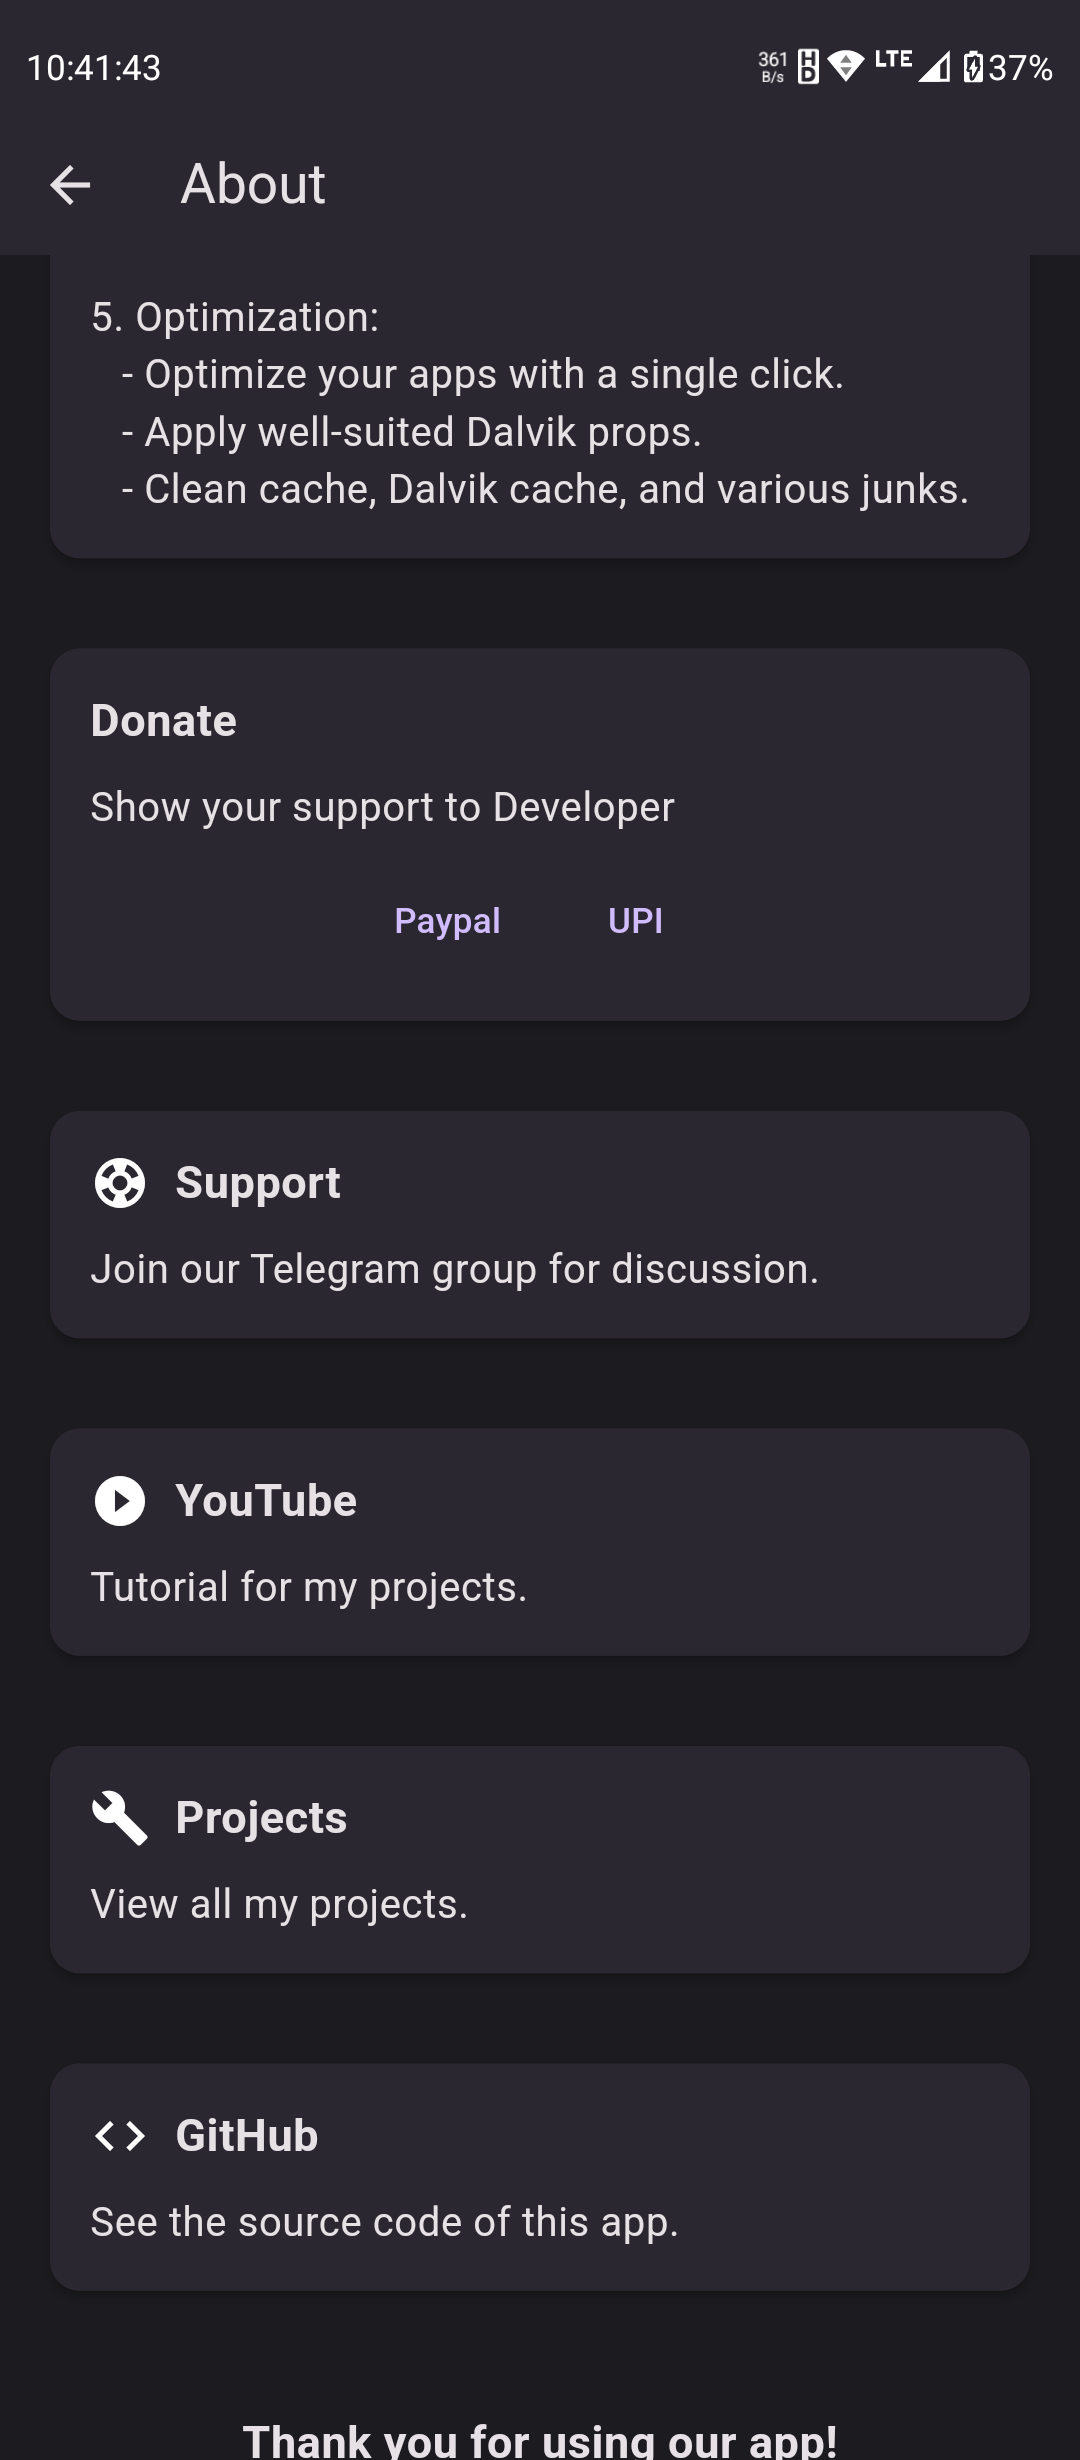 10:41:43
361 B/s HD LTE 37%
About
5. Optimization:
- Optimize your apps with a single click.
- Apply well-suited Dalvik props.
- Clean cache, Dalvik cache, and various junks.
Donate
Show your support to Developer
Paypal UPI
Support
Join our Telegram group for discussion.
YouTube
Tutorial for my projects.
Projects
View all my projects.
GitHub
See the source code of this app.
Thank you for using our app!